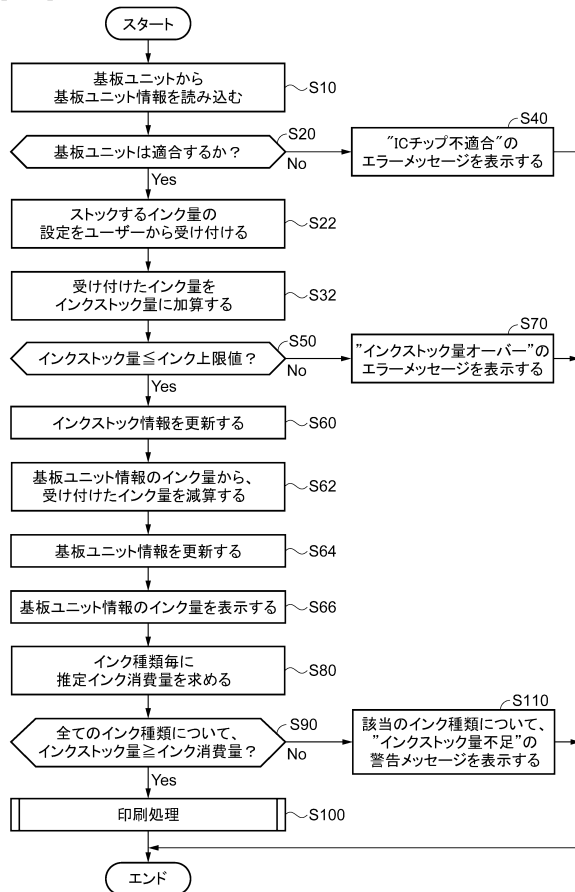 スタート
基板ユニットから
基板ユニット情報を読み込む
S10
基板ユニットは適合するか？
S20
No
Yes
"ICチップ不適合"の
エラーメッセージを表示する
S40
ストックするインク量の
設定をユーザーから受け付ける
S22
受け付けたインク量を
インクストック量に加算する
S32
インクストック量≦インク上限値？
S50
No
Yes
"インクストック量オーバー"の
エラーメッセージを表示する
S70
インクストック情報を更新する
S60
基板ユニット情報のインク量から、
受け付けたインク量を減算する
S62
基板ユニット情報を更新する
S64
基板ユニット情報のインク量を表示する
S66
インク種類毎に
推定インク消費量を求める
S80
全てのインク種類について、
インクストック量≧インク消費量？
S90
No
Yes
該当のインク種類について、
"インクストック量不足"の
警告メッセージを表示する
S110
印刷処理
S100
エンド